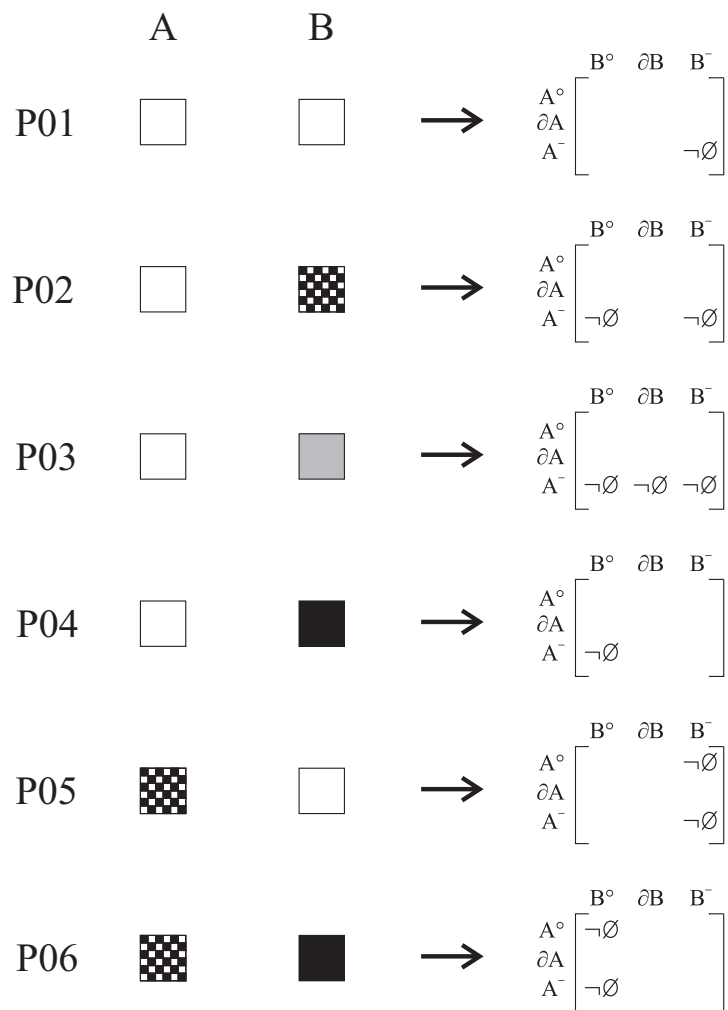 A B
B° ∂B B⁻
A°
P01 ∂A
A⁻ ¬∅
B° ∂B B⁻
A°
P02 ∂A
A⁻ ¬∅ ¬∅
B° ∂B B⁻
A°
P03 ∂A
A⁻ ¬∅ ¬∅ ¬∅
B° ∂B B⁻
A°
P04 ∂A
A⁻ ¬∅
B° ∂B B⁻
A° ¬∅
P05 ∂A
A⁻ ¬∅
B° ∂B B⁻
A° ¬∅
P06 ∂A
A⁻ ¬∅